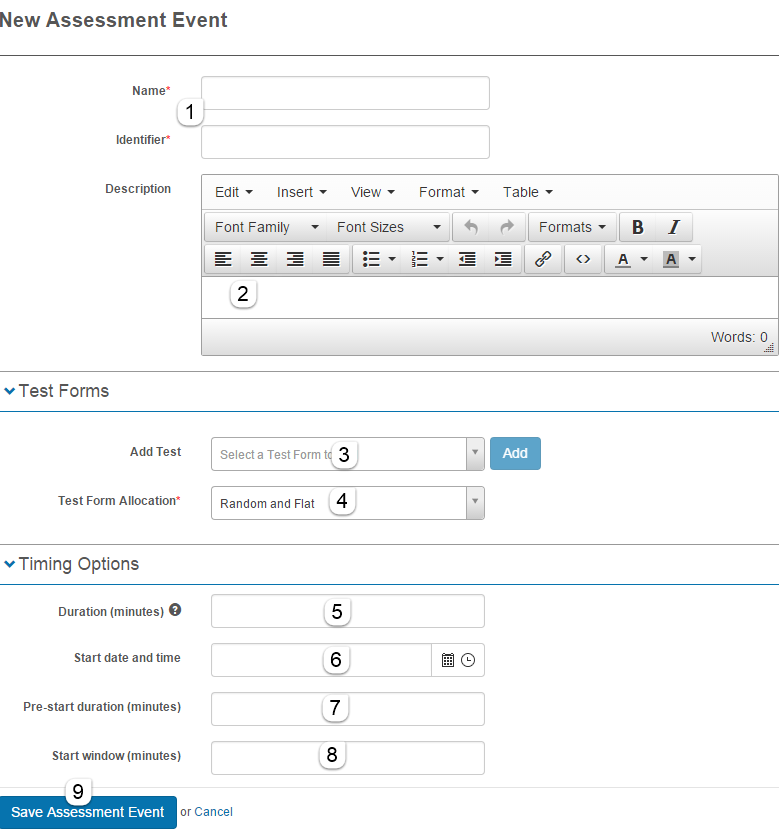 New Assessment Event
Name*
1
Identifier*
Description
Edit Insert View Format Table
Font Family Font Sizes Formats B I
A A
2
Words: 0
Test Forms
Add Test Select a Test Form to 3 Add
Test Form Allocation* Random and Flat 4
Timing Options
Duration (minutes) ? 5
Start date and time 6
Pre-start duration (minutes) 7
Start window (minutes) 8
9
Save Assessment Event or Cancel